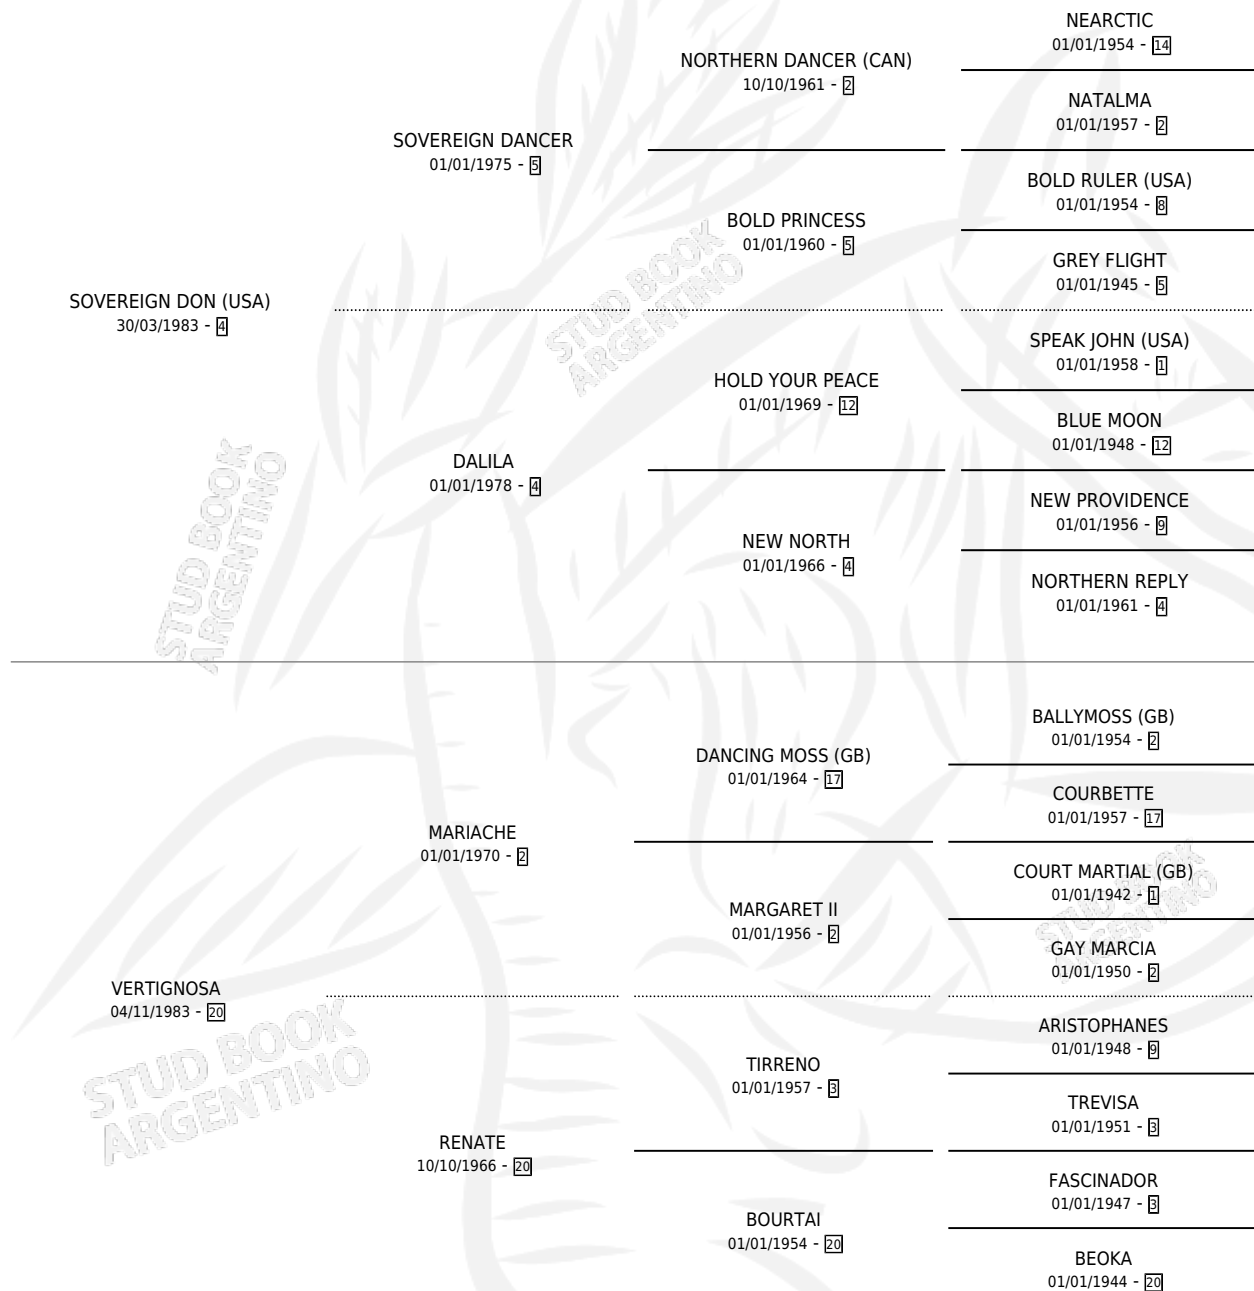 NEARCTIC
01/01/1954 - 14
NORTHERN DANCER (CAN)
10/10/1961 - 2
NATALMA
01/01/1957 - 2
SOVEREIGN DANCER
01/01/1975 - 5
BOLD RULER (USA)
01/01/1954 - 8
BOLD PRINCESS
01/01/1960 - 5
GREY FLIGHT
01/01/1945 - 5
SOVEREIGN DON (USA)
30/03/1983 - 4
SPEAK JOHN (USA)
01/01/1958 - 1
HOLD YOUR PEACE
01/01/1969 - 12
BLUE MOON
01/01/1948 - 12
DALILA
01/01/1978 - 4
NEW PROVIDENCE
01/01/1956 - 9
NEW NORTH
01/01/1966 - 4
NORTHERN REPLY
01/01/1961 - 4
BALLYMOSS (GB)
01/01/1954 - 2
DANCING MOSS (GB)
01/01/1964 - 17
COURBETTE
01/01/1957 - 17
MARIACHE
01/01/1970 - 2
COURT MARTIAL (GB)
01/01/1942 - 1
MARGARET II
01/01/1956 - 2
GAY MARCIA
01/01/1950 - 2
VERTIGNOSA
04/11/1983 - 20
ARISTOPHANES
01/01/1948 - 9
TIRRENO
01/01/1957 - 3
TREVISA
01/01/1951 - 3
RENATE
10/10/1966 - 20
FASCINADOR
01/01/1947 - 3
BOURTAI
01/01/1954 - 20
BEOKA
01/01/1944 - 20
STUD BOOK
ARGENTINO
STUD BOOK
ARGENTINO
STUD BOOK
ARGENTINO
STUD BOOK
ARGENTINO